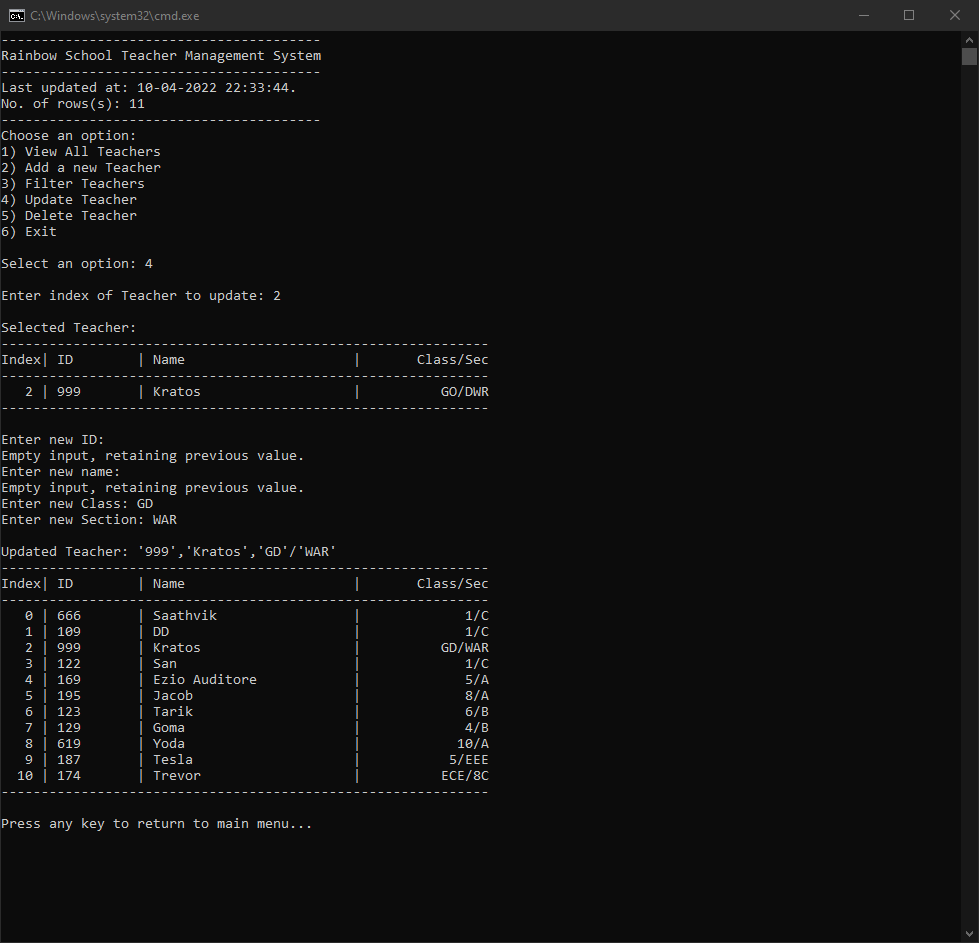 C:\Windows\system32\cmd.exe
----------------------------------------
Rainbow School Teacher Management System
----------------------------------------
Last updated at: 10-04-2022 22:33:44.
No. of rows(s): 11
----------------------------------------
Choose an option:
1) View All Teachers
2) Add a new Teacher
3) Filter Teachers
4) Update Teacher
5) Delete Teacher
6) Exit

Select an option: 4

Enter index of Teacher to update: 2

Selected Teacher:
-------------------------------------------------------------
Index| ID        | Name                     |       Class/Sec
-------------------------------------------------------------
   2 | 999       | Kratos                   |          GO/DWR
-------------------------------------------------------------

Enter new ID:
Empty input, retaining previous value.
Enter new name:
Empty input, retaining previous value.
Enter new Class: GD
Enter new Section: WAR

Updated Teacher: '999','Kratos','GD'/'WAR'
-------------------------------------------------------------
Index| ID        | Name                     |       Class/Sec
-------------------------------------------------------------
   0 | 666       | Saathvik                 |             1/C
   1 | 109       | DD                       |             1/C
   2 | 999       | Kratos                   |          GD/WAR
   3 | 122       | San                      |             1/C
   4 | 169       | Ezio Auditore            |             5/A
   5 | 195       | Jacob                    |             8/A
   6 | 123       | Tarik                    |             6/B
   7 | 129       | Goma                     |             4/B
   8 | 619       | Yoda                     |            10/A
   9 | 187       | Tesla                    |           5/EEE
  10 | 174       | Trevor                   |          ECE/8C
-------------------------------------------------------------

Press any key to return to main menu...